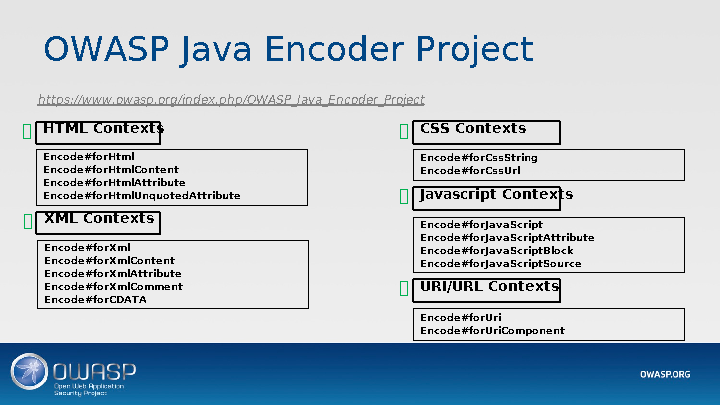 OWASP Java Encoder Project
https://www.owasp.org/index.php/OWASP_Java_Encoder_Project
HTML Contexts
Encode#forHtml
Encode#forHtmlContent
Encode#forHtmlAttribute
Encode#forHtmlUnquotedAttribute
XML Contexts
Encode#forXml
Encode#forXmlContent
Encode#forXmlAttribute
Encode#forXmlComment
Encode#forCDATA
CSS Contexts
Encode#forCssString
Encode#forCssUrl
Javascript Contexts
Encode#forJavaScript
Encode#forJavaScriptAttribute
Encode#forJavaScriptBlock
Encode#forJavaScriptSource
URI/URL Contexts
Encode#forUri
Encode#forUriComponent
OWASP
Open Web Application
Security Project
OWASP.ORG